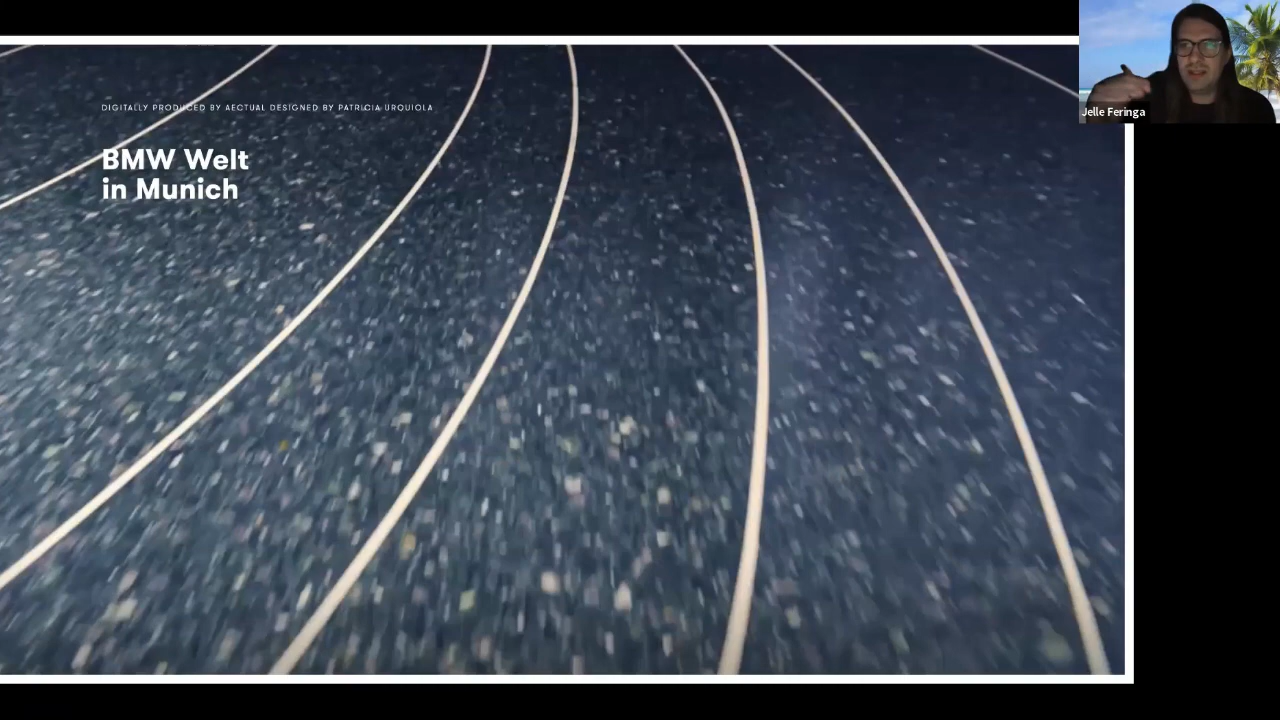 DIGITALLY PRODUCED BY AECTUAL DESIGNED BY PATRICIA URQUIOLA
BMW Welt
in Munich
Jelle Feringa